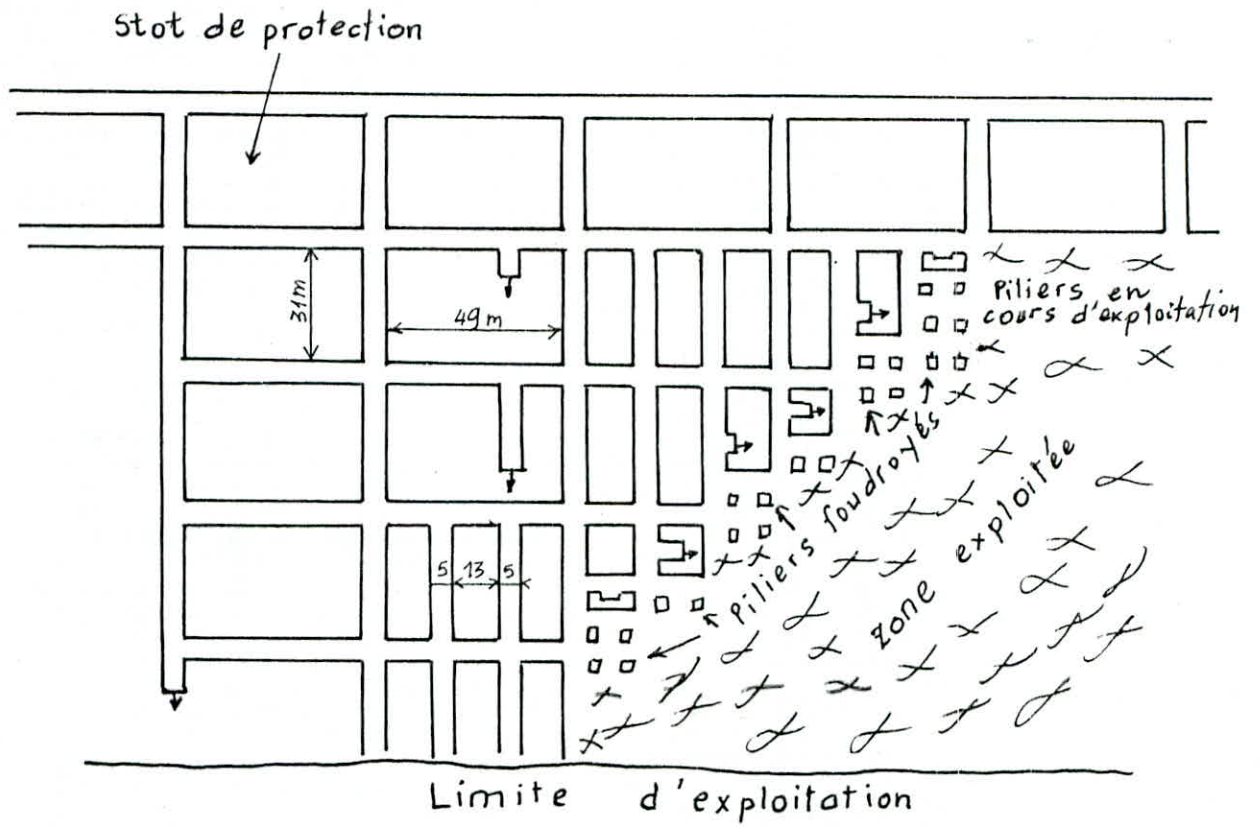 Stot de protection
31m
49m
Piliers en
cours d'exploitation
Piliers foudroyés
zone exploitée
5 13 5
Limite d'exploitation